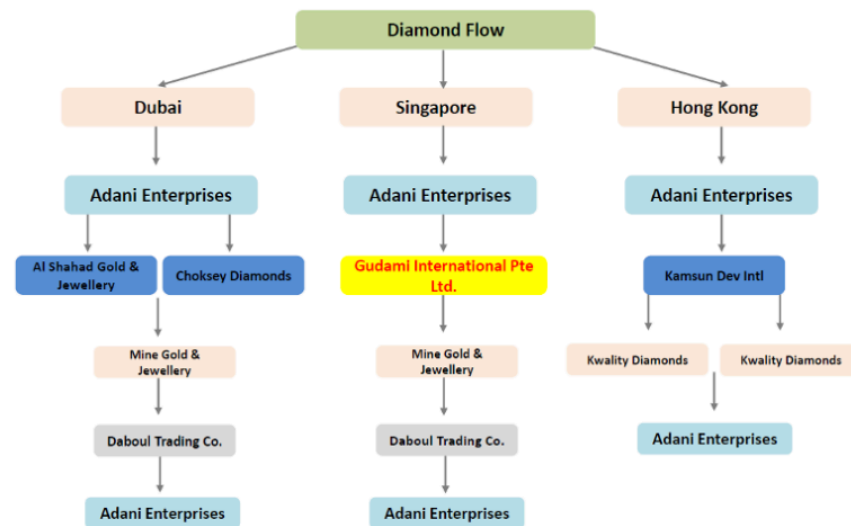 Diamond Flow
Dubai
Singapore
Hong Kong
Adani Enterprises
Adani Enterprises
Adani Enterprises
Al Shahad Gold &
Jewellery
Choksey Diamonds
Gudami International Pte
Ltd.
Kamsun Dev Intl
Mine Gold &
Jewellery
Mine Gold &
Jewellery
Kwality Diamonds
Kwality Diamonds
Daboul Trading Co.
Daboul Trading Co.
Adani Enterprises
Adani Enterprises
Adani Enterprises